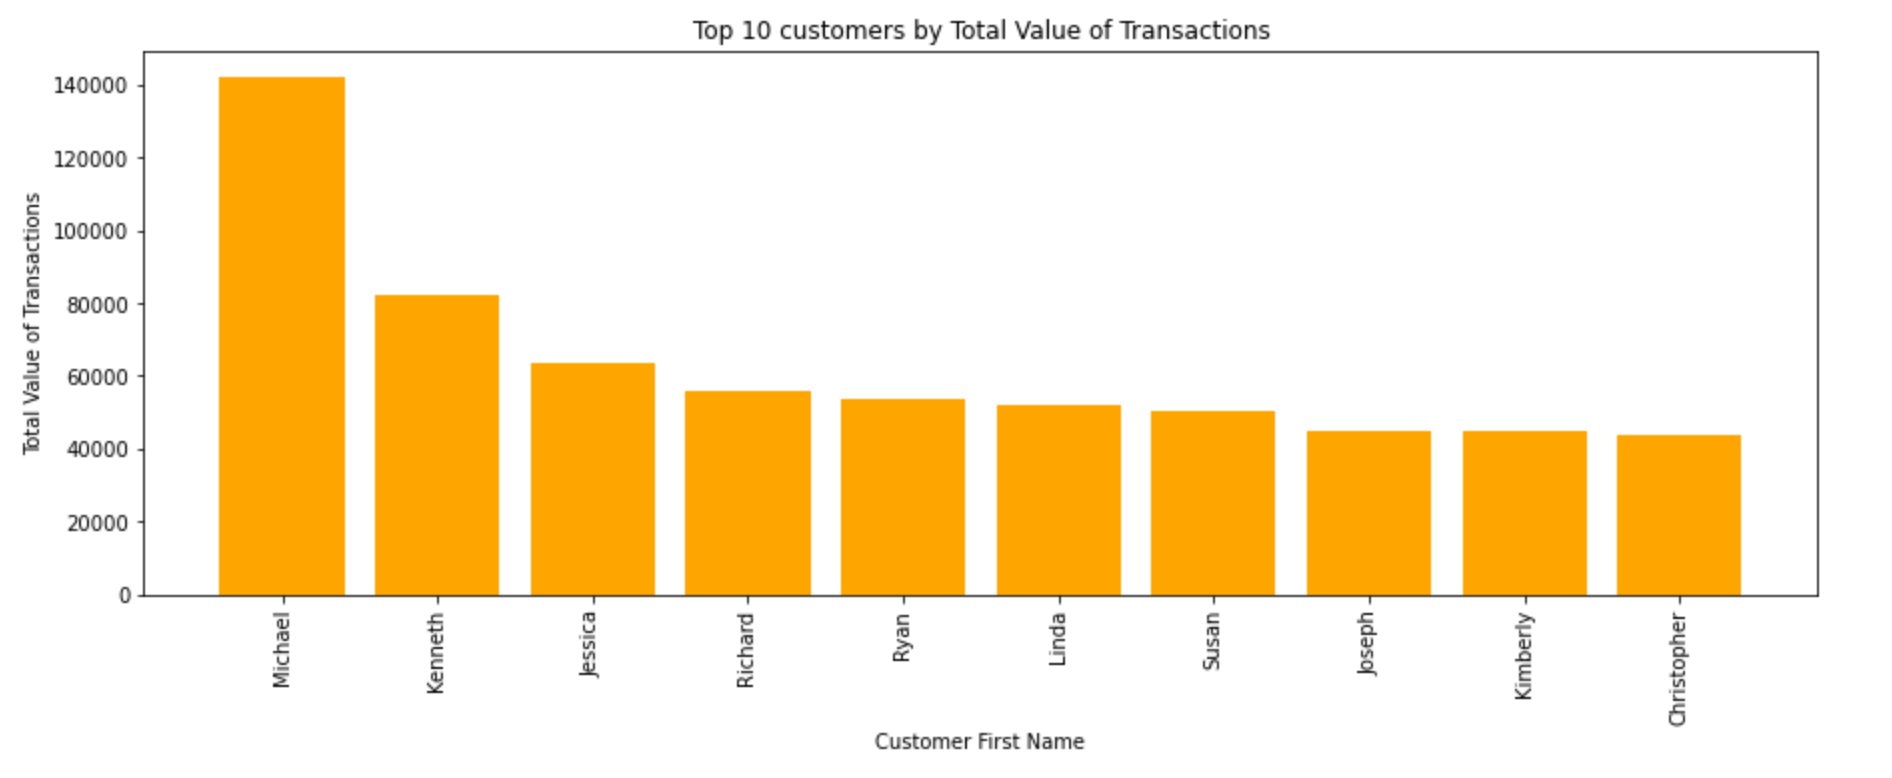 Top 10 customers by Total Value of Transactions
Total Value of Transactions
140000
120000
100000
80000
60000
40000
20000
0
Michael
Kenneth
Jessica
Richard
Ryan
Linda
Susan
Joseph
Kimberly
Christopher
Customer First Name